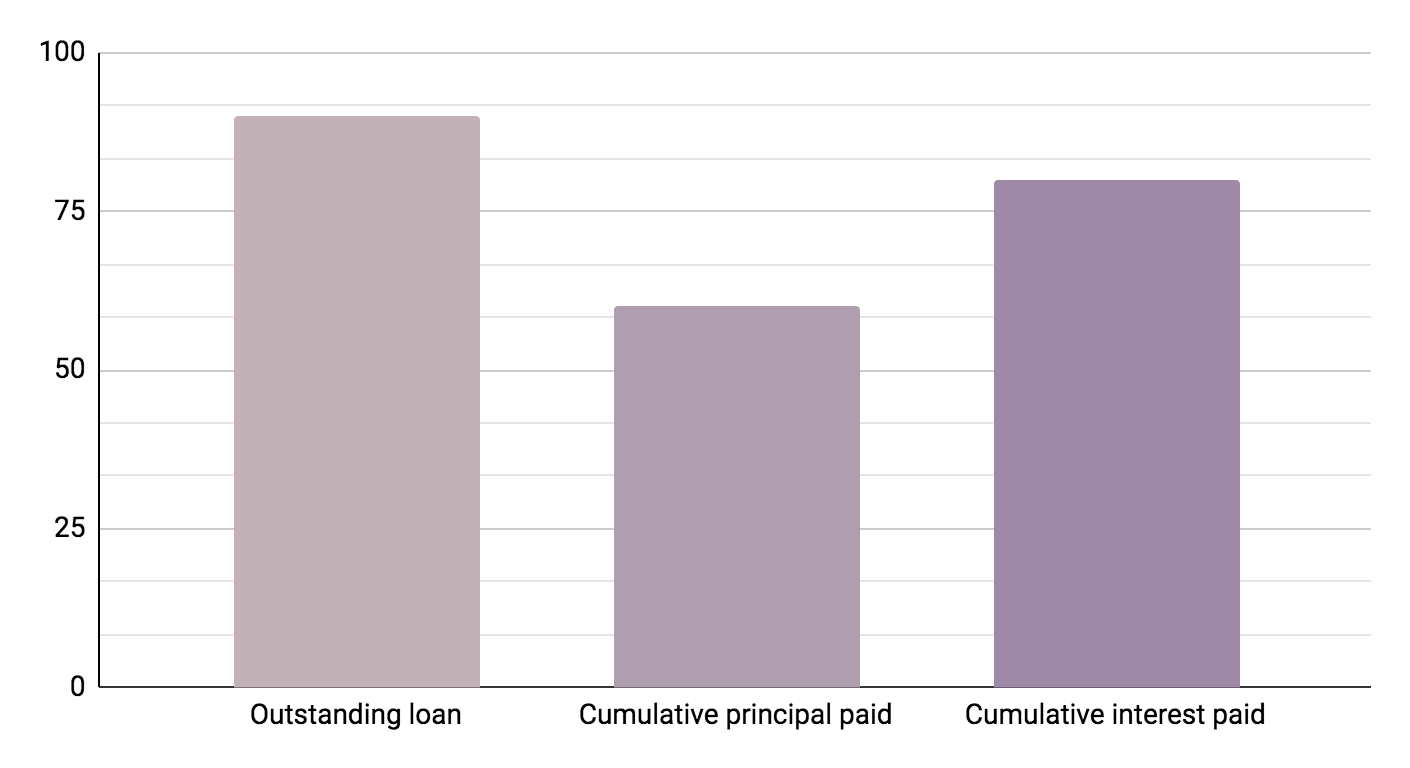 100
75
50
25
0
Outstanding loan
Cumulative principal paid
Cumulative interest paid